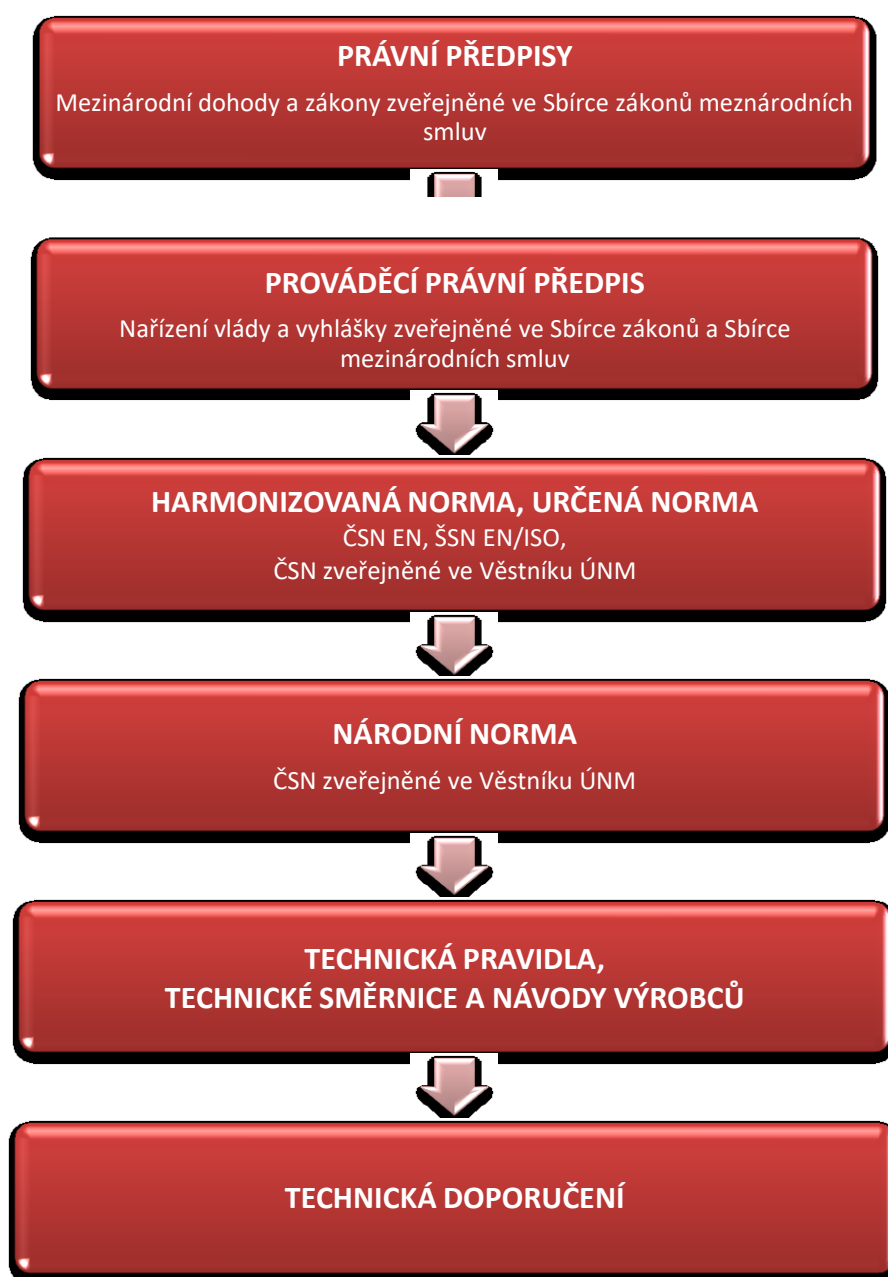 PRÁVNÍ PŘEDPISY
Mezinárodní dohody a zákony zveřejněné ve Sbírce zákonů meznárodních
smluv
PROVÁDĚCÍ PRÁVNÍ PŘEDPIS
Nařízení vlády a vyhlášky zveřejněné ve Sbírce zákonů a Sbírce
mezinárodních smluv
HARMONIZOVANÁ NORMA, URČENÁ NORMA
ČSN EN, ŠSN EN/ISO,
ČSN zveřejněné ve Věstníku ÚNM
NÁRODNÍ NORMA
ČSN zveřejněné ve Věstníku ÚNM
TECHNICKÁ PRAVIDLA,
TECHNICKÉ SMĚRNICE A NÁVODY VÝROBCŮ
TECHNICKÁ DOPORUČENÍ